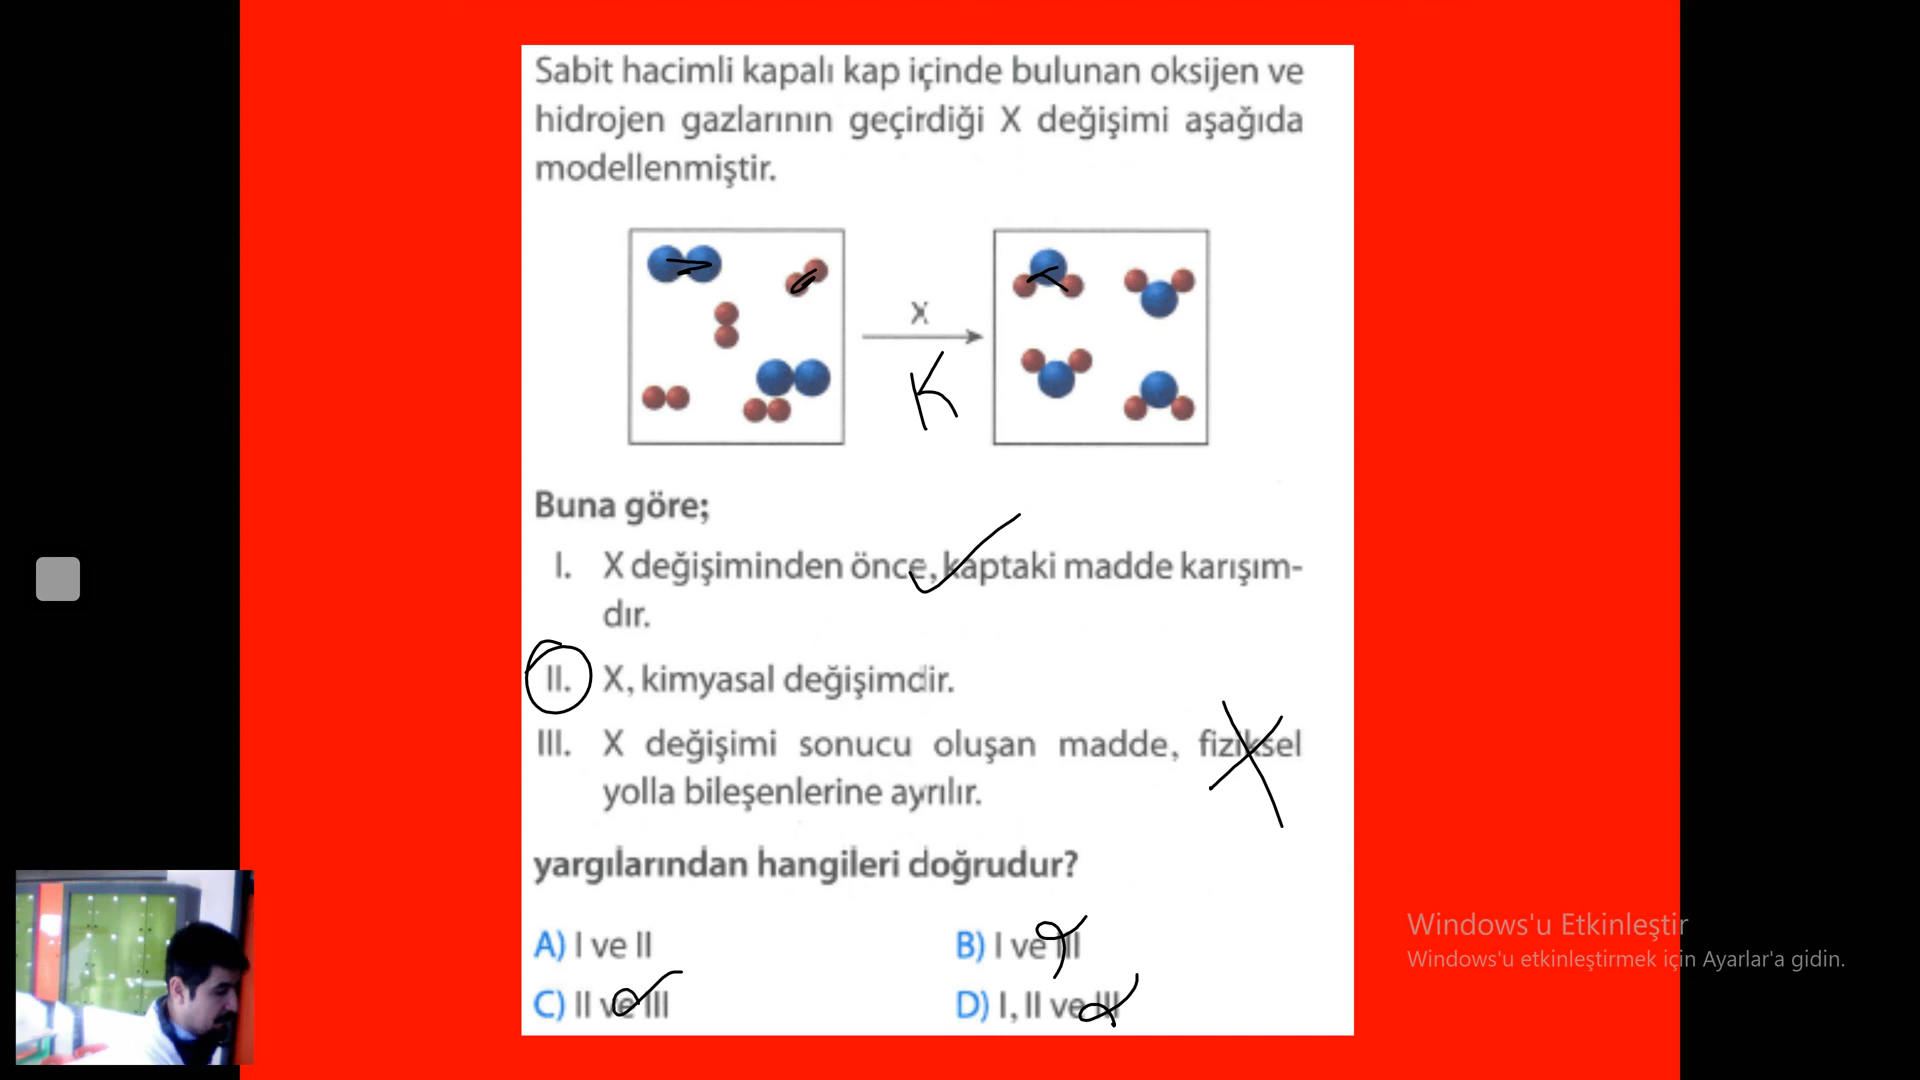 Sabit hacimli kapalı kap içinde bulunan oksijen ve
hidrojen gazlarının geçirdiği X değişimi aşağıda
modellenmiştir.
X
K
Buna göre;
I. X değişiminden önce, kaptaki madde karışım-
dır.
II. X, kimyasal değişimdir.
III. X değişimi sonucu oluşan madde, fiziksel
yolla bileşenlerine ayrılır.
yargılarından hangileri doğrudur?
A) I ve II
B) I ve III
C) II ve III
D) I, II ve III
Windows'u Etkinleştir
Windows'u etkinleştirmek için Ayarlar'a gidin.